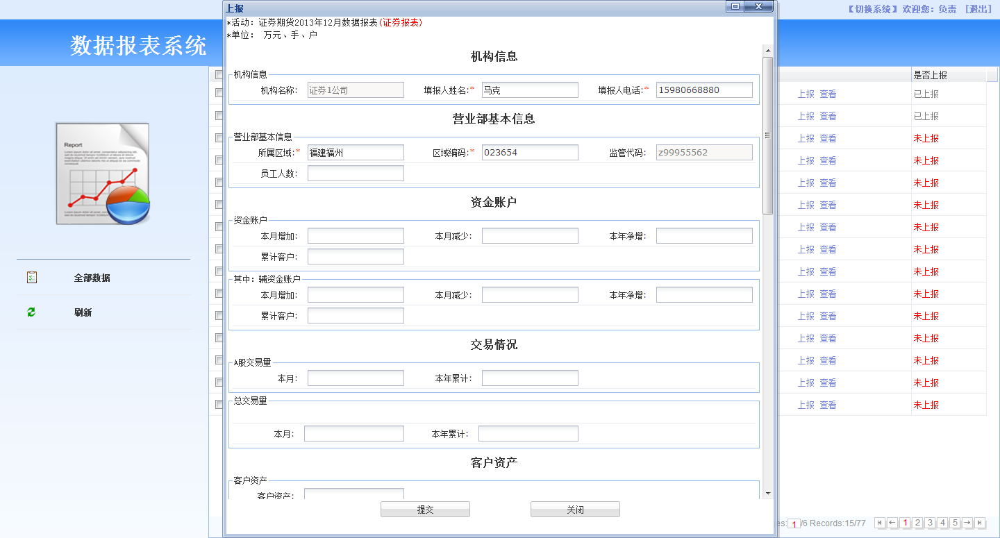 【切换系统】 欢迎您：负责 [退出]
数据报表系统
Report
全部数据
刷新
上报
*活动：证券期货2013年12月数据报表(证券报表)
*单位： 万元、手、户
机构信息
机构信息
机构名称： 证券1公司 填报人姓名:* 马克 填报人电话:* 15980668880
营业部基本信息
营业部基本信息
所属区域:* 福建福州 区域编码:* 023654 监管代码： z99955562
员工人数：
资金账户
资金账户
本月增加： 本月减少： 本年净增：
累计客户：
其中：辅资金账户
本月增加： 本月减少： 本年净增：
累计客户：
交易情况
A股交易量
本月： 本年累计：
总交易量
本月： 本年累计：
客户资产
客户资产
客户资产：
提交 关闭
是否上报
上报 查看 已上报
上报 查看 已上报
上报 查看 未上报
上报 查看 未上报
上报 查看 未上报
上报 查看 未上报
上报 查看 未上报
上报 查看 未上报
上报 查看 未上报
上报 查看 未上报
上报 查看 未上报
上报 查看 未上报
上报 查看 未上报
上报 查看 未上报
上报 查看 未上报
es: 1 /6 Records:15/77 1 2 3 4 5